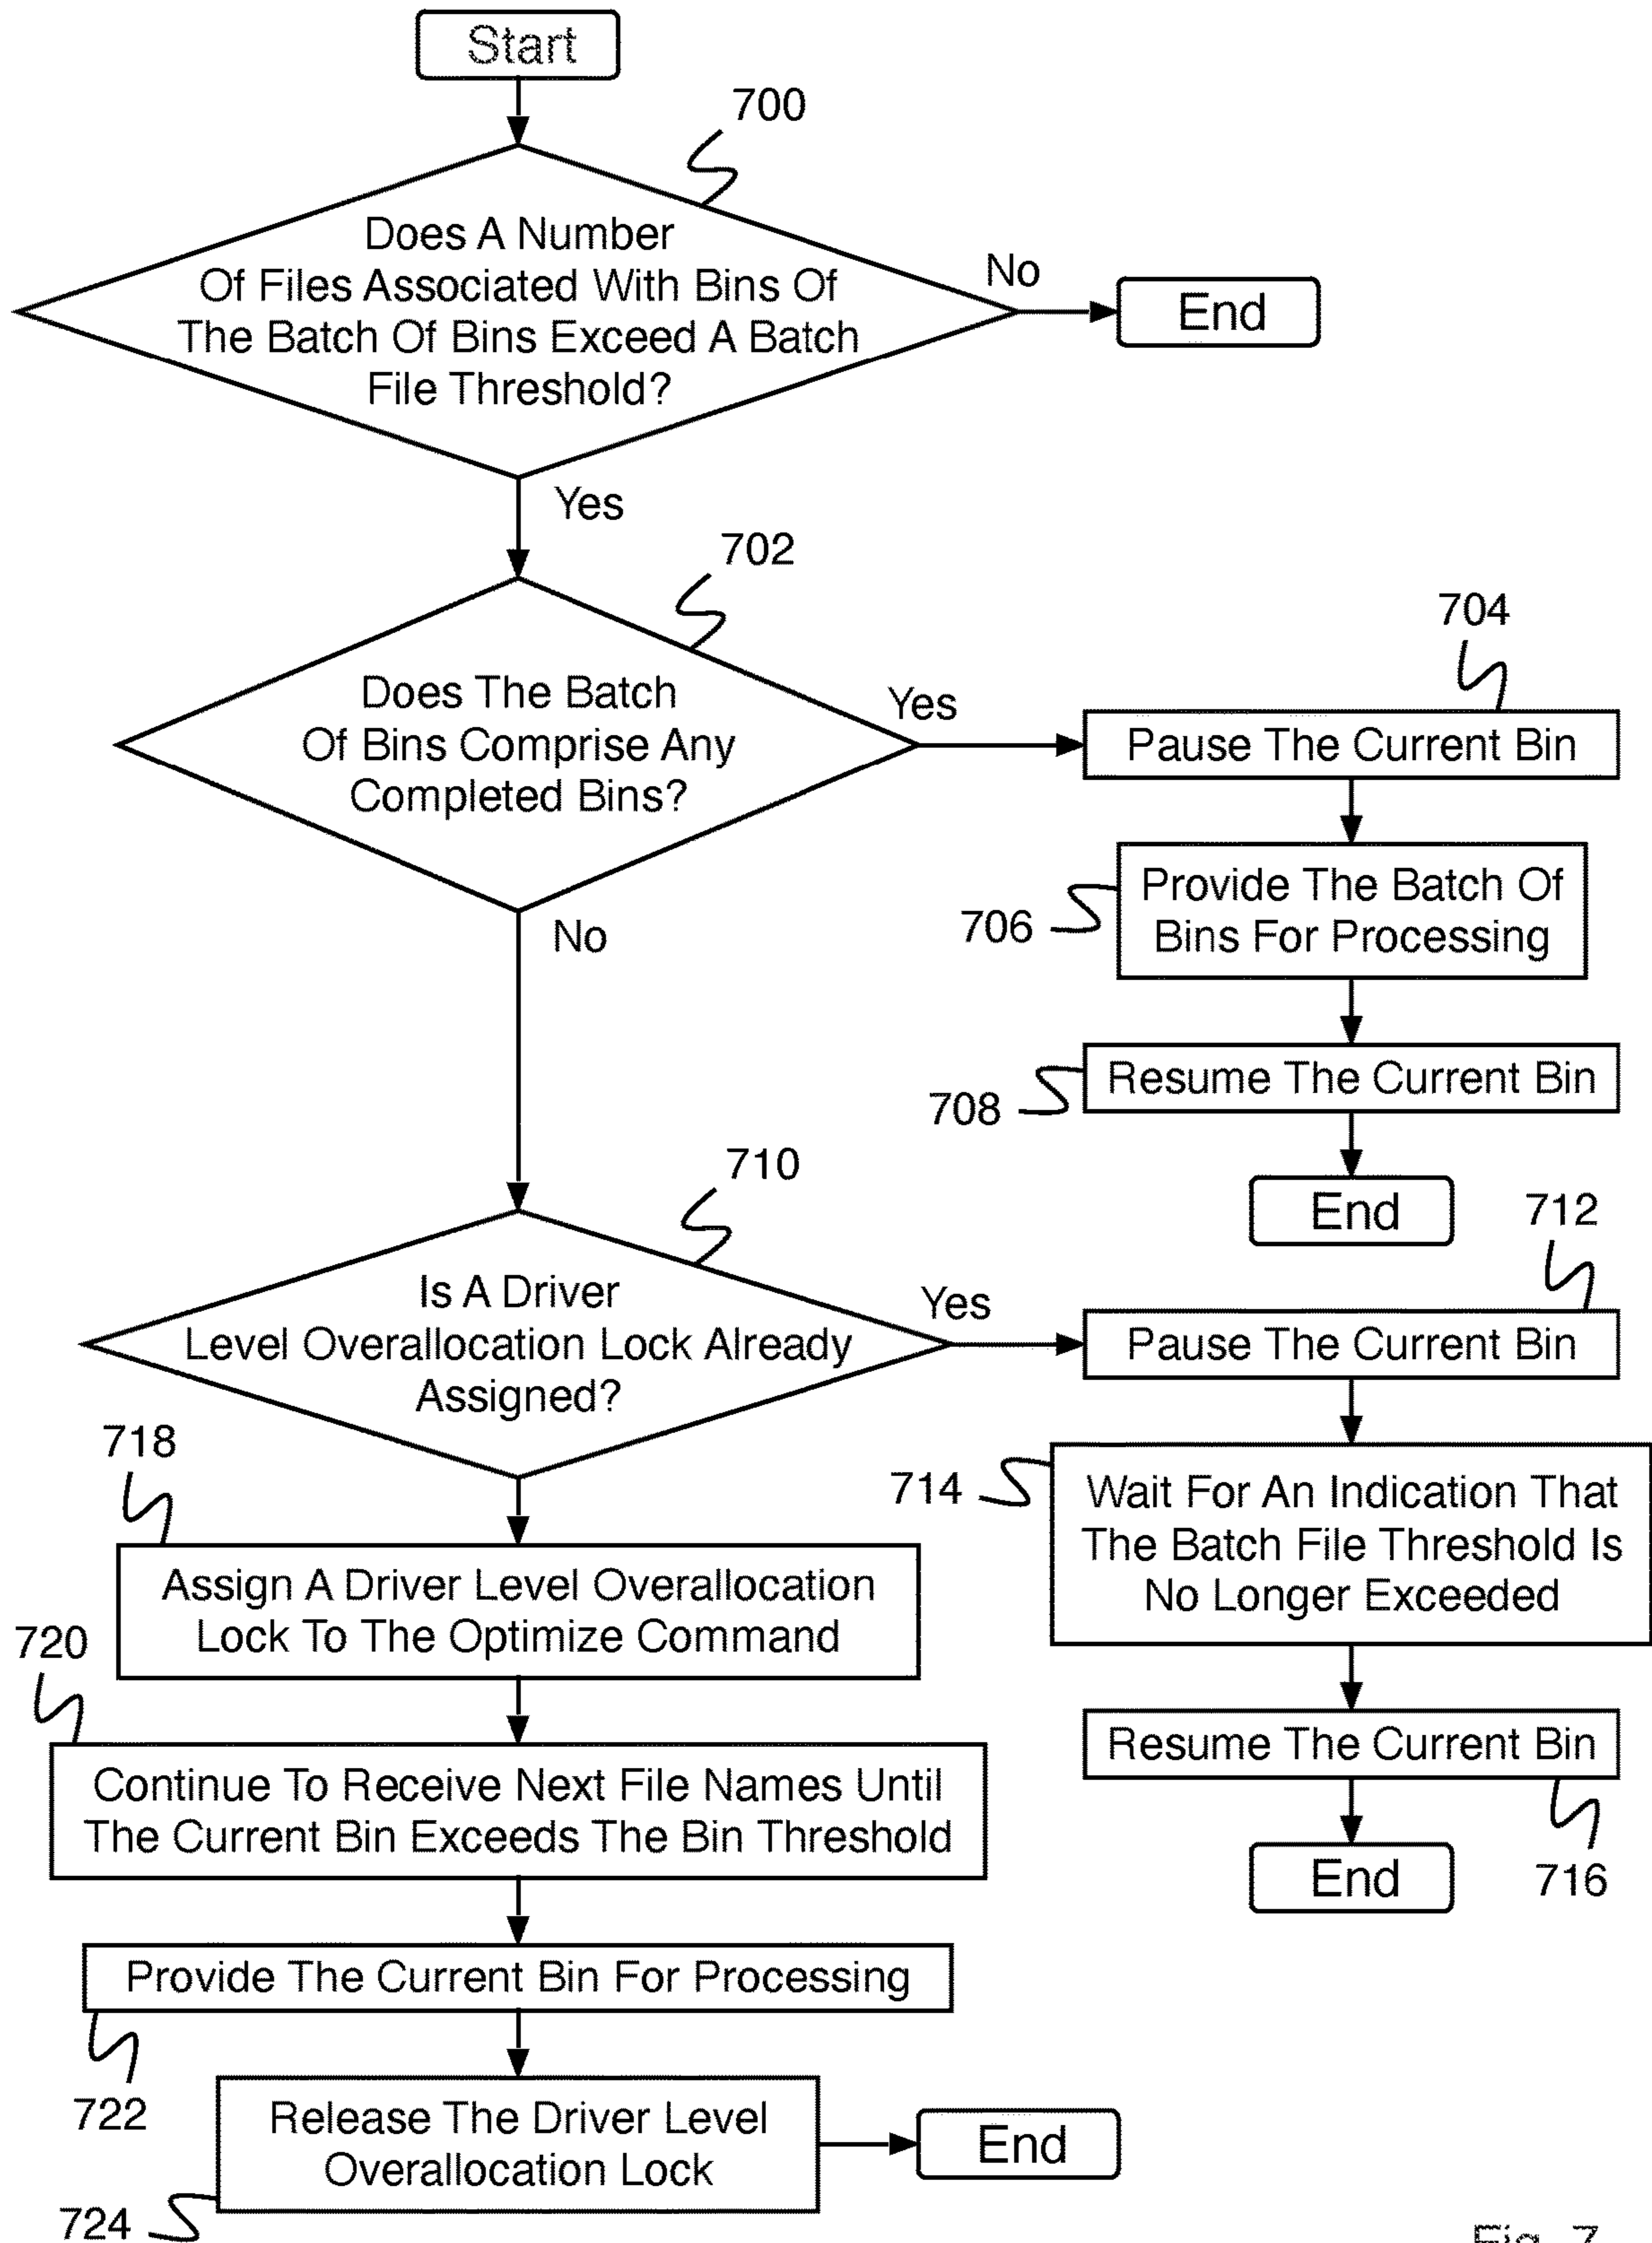 Start
700
Does A Number
Of Files Associated With Bins Of
The Batch Of Bins Exceed A Batch
File Threshold?
No
End
Yes
702
Does The Batch
Of Bins Comprise Any
Completed Bins?
Yes
704
Pause The Current Bin
706
Provide The Batch Of
Bins For Processing
708
Resume The Current Bin
End
No
710
Is A Driver
Level Overallocation Lock Already
Assigned?
Yes
712
Pause The Current Bin
714
Wait For An Indication That
The Batch File Threshold Is
No Longer Exceeded
Resume The Current Bin
716
End
718
Assign A Driver Level Overallocation
Lock To The Optimize Command
720
Continue To Receive Next File Names Until
The Current Bin Exceeds The Bin Threshold
Provide The Current Bin For Processing
722
Release The Driver Level
Overallocation Lock
724
End
Fig. 7